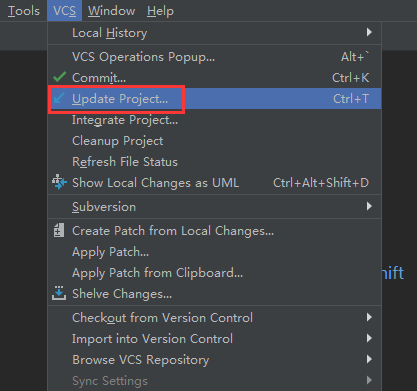 Tools VCS Window Help
Local History
VCS Operations Popup... Alt+`
Commit... Ctrl+K
Update Project... Ctrl+T
Integrate Project...
Cleanup Project
Refresh File Status
Show Local Changes as UML Ctrl+Alt+Shift+D
Subversion
Create Patch from Local Changes...
Apply Patch...
Apply Patch from Clipboard...
hift
Shelve Changes...
Checkout from Version Control
Import into Version Control
Browse VCS Repository
Sync Settings